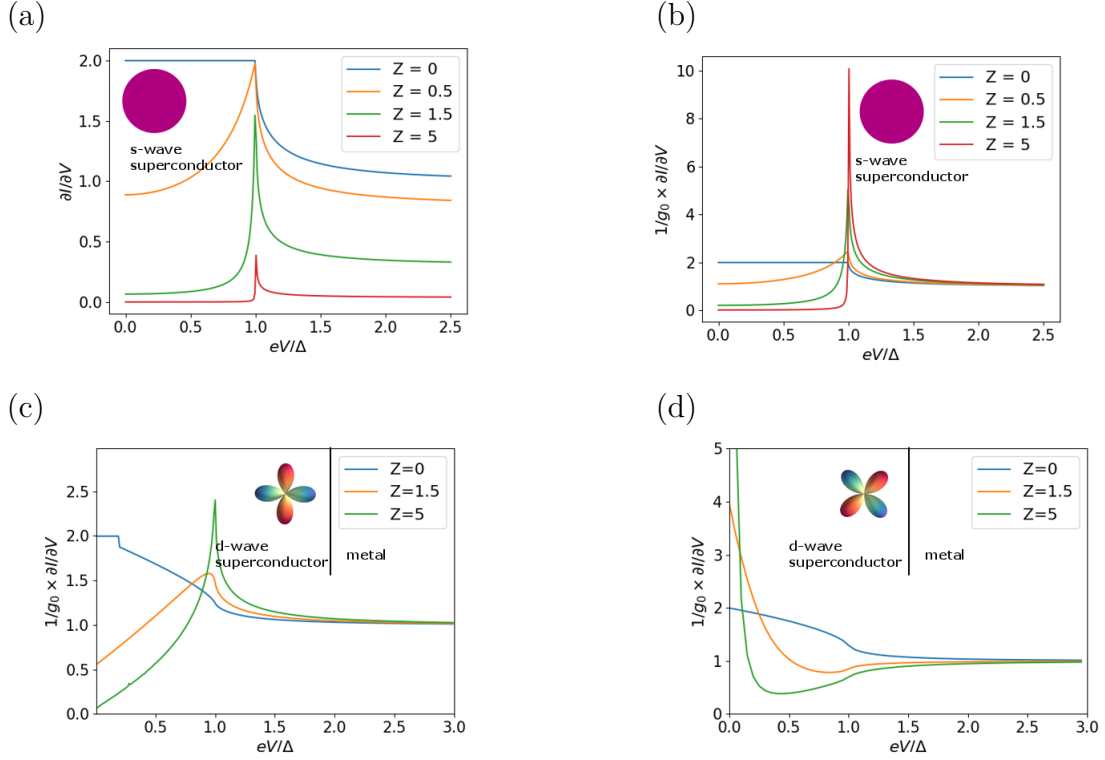 (a)
2.0
1.5
1.0
0.5
0.0
∂I/∂V
s-wave
superconductor
Z = 0
Z = 0.5
Z = 1.5
Z = 5
0.0 0.5 1.0 1.5 2.0 2.5
eV/Δ
(b)
10
8
6
4
2
0
1/g₀ × ∂I/∂V
Z = 0
Z = 0.5
Z = 1.5
Z = 5
s-wave
superconductor
0.0 0.5 1.0 1.5 2.0 2.5
eV/Δ
(c)
2.5
2.0
1.5
1.0
0.5
0.0
1/g₀ × ∂I/∂V
Z=0
Z=1.5
Z=5
d-wave
superconductor
metal
0.5 1.0 1.5 2.0 2.5 3.0
eV/Δ
(d)
5
4
3
2
1
0
1/g₀ × ∂I/∂V
Z=0
Z=1.5
Z=5
d-wave
superconductor
metal
0.0 0.5 1.0 1.5 2.0 2.5 3.0
eV/Δ